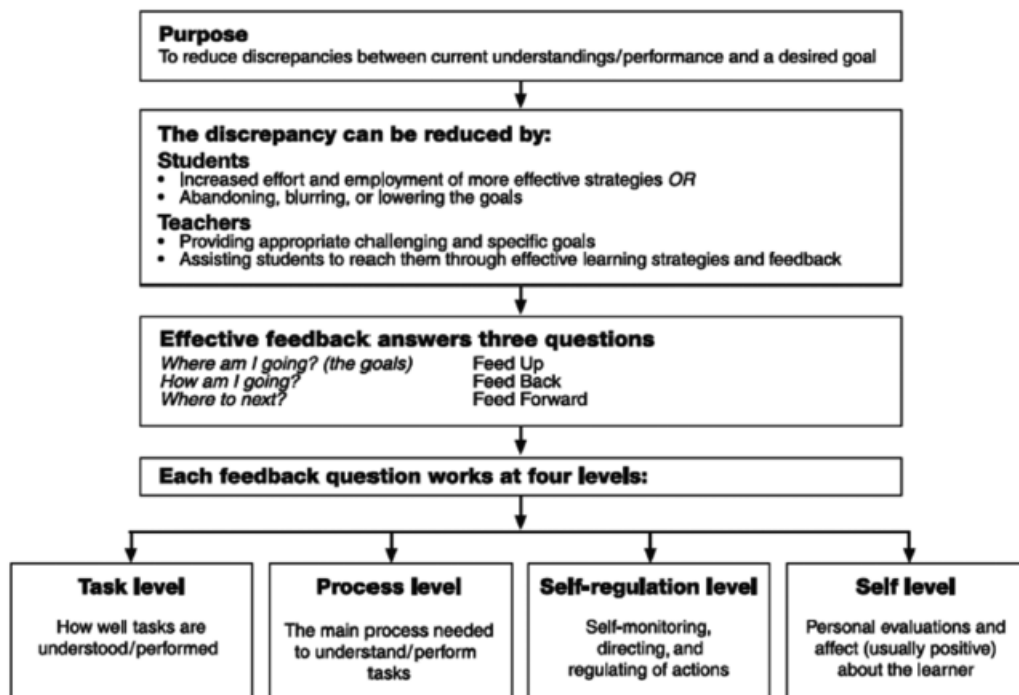 Purpose
To reduce discrepancies between current understandings/performance and a desired goal
The discrepancy can be reduced by:
Students
• Increased effort and employment of more effective strategies OR
• Abandoning, blurring, or lowering the goals
Teachers
• Providing appropriate challenging and specific goals
• Assisting students to reach them through effective learning strategies and feedback
Effective feedback answers three questions
Where am I going? (the goals) Feed Up
How am I going? Feed Back
Where to next? Feed Forward
Each feedback question works at four levels:
Task level
How well tasks are
understood/performed
Process level
The main process needed
to understand/perform
tasks
Self-regulation level
Self-monitoring,
directing, and
regulating of actions
Self level
Personal evaluations and
affect (usually positive)
about the learner